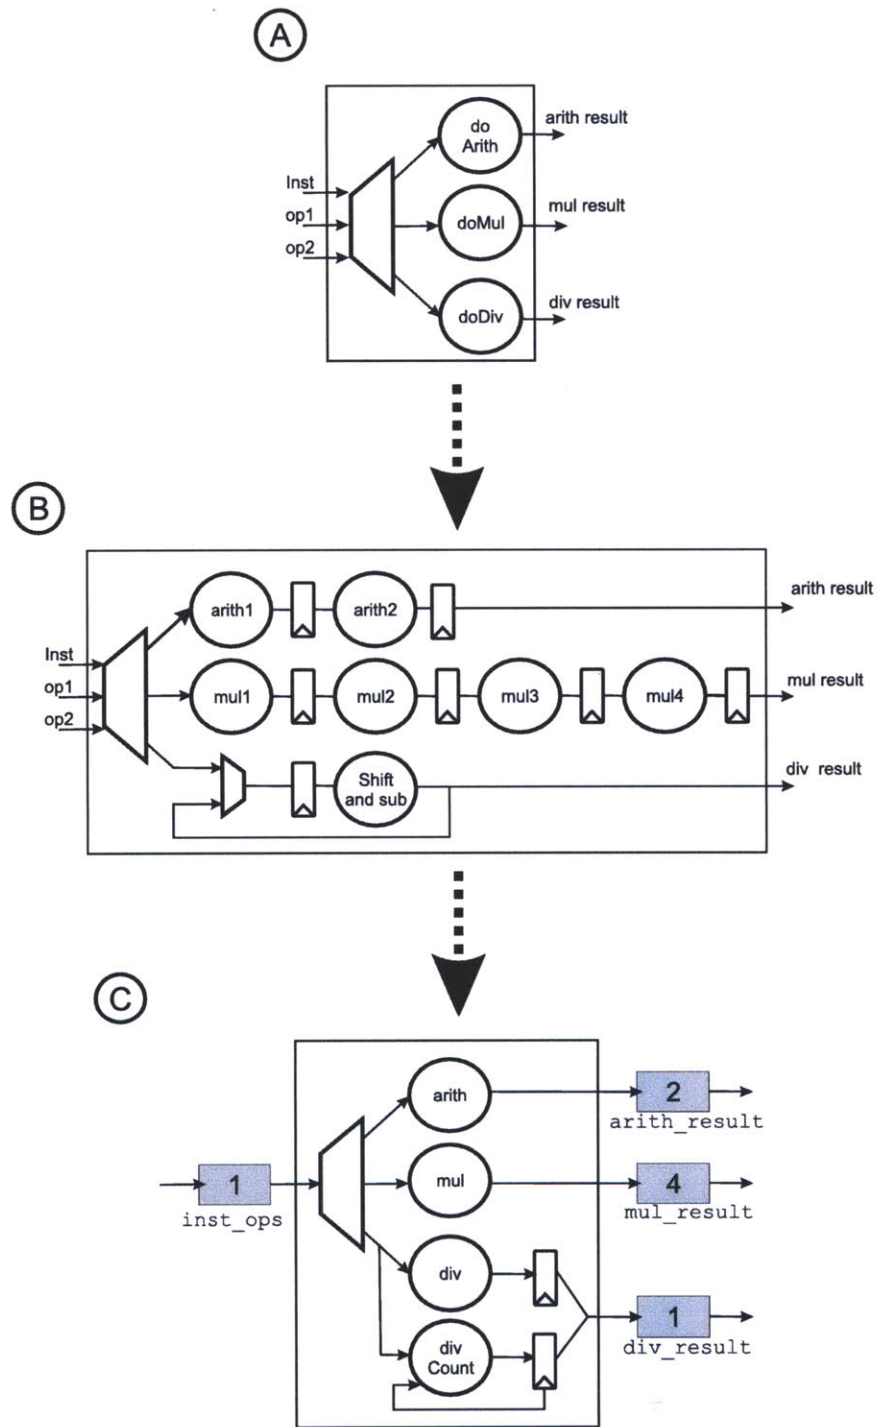 A
do
Arith
arith result
Inst
op1
op2
doMul
mul result
doDiv
div result
B
arith1
arith2
arith result
Inst
op1
op2
mul1
mul2
mul3
mul4
mul result
Shift
and sub
div result
C
arith
2
arith_result
1
inst_ops
mul
4
mul_result
div
div
Count
1
div_result